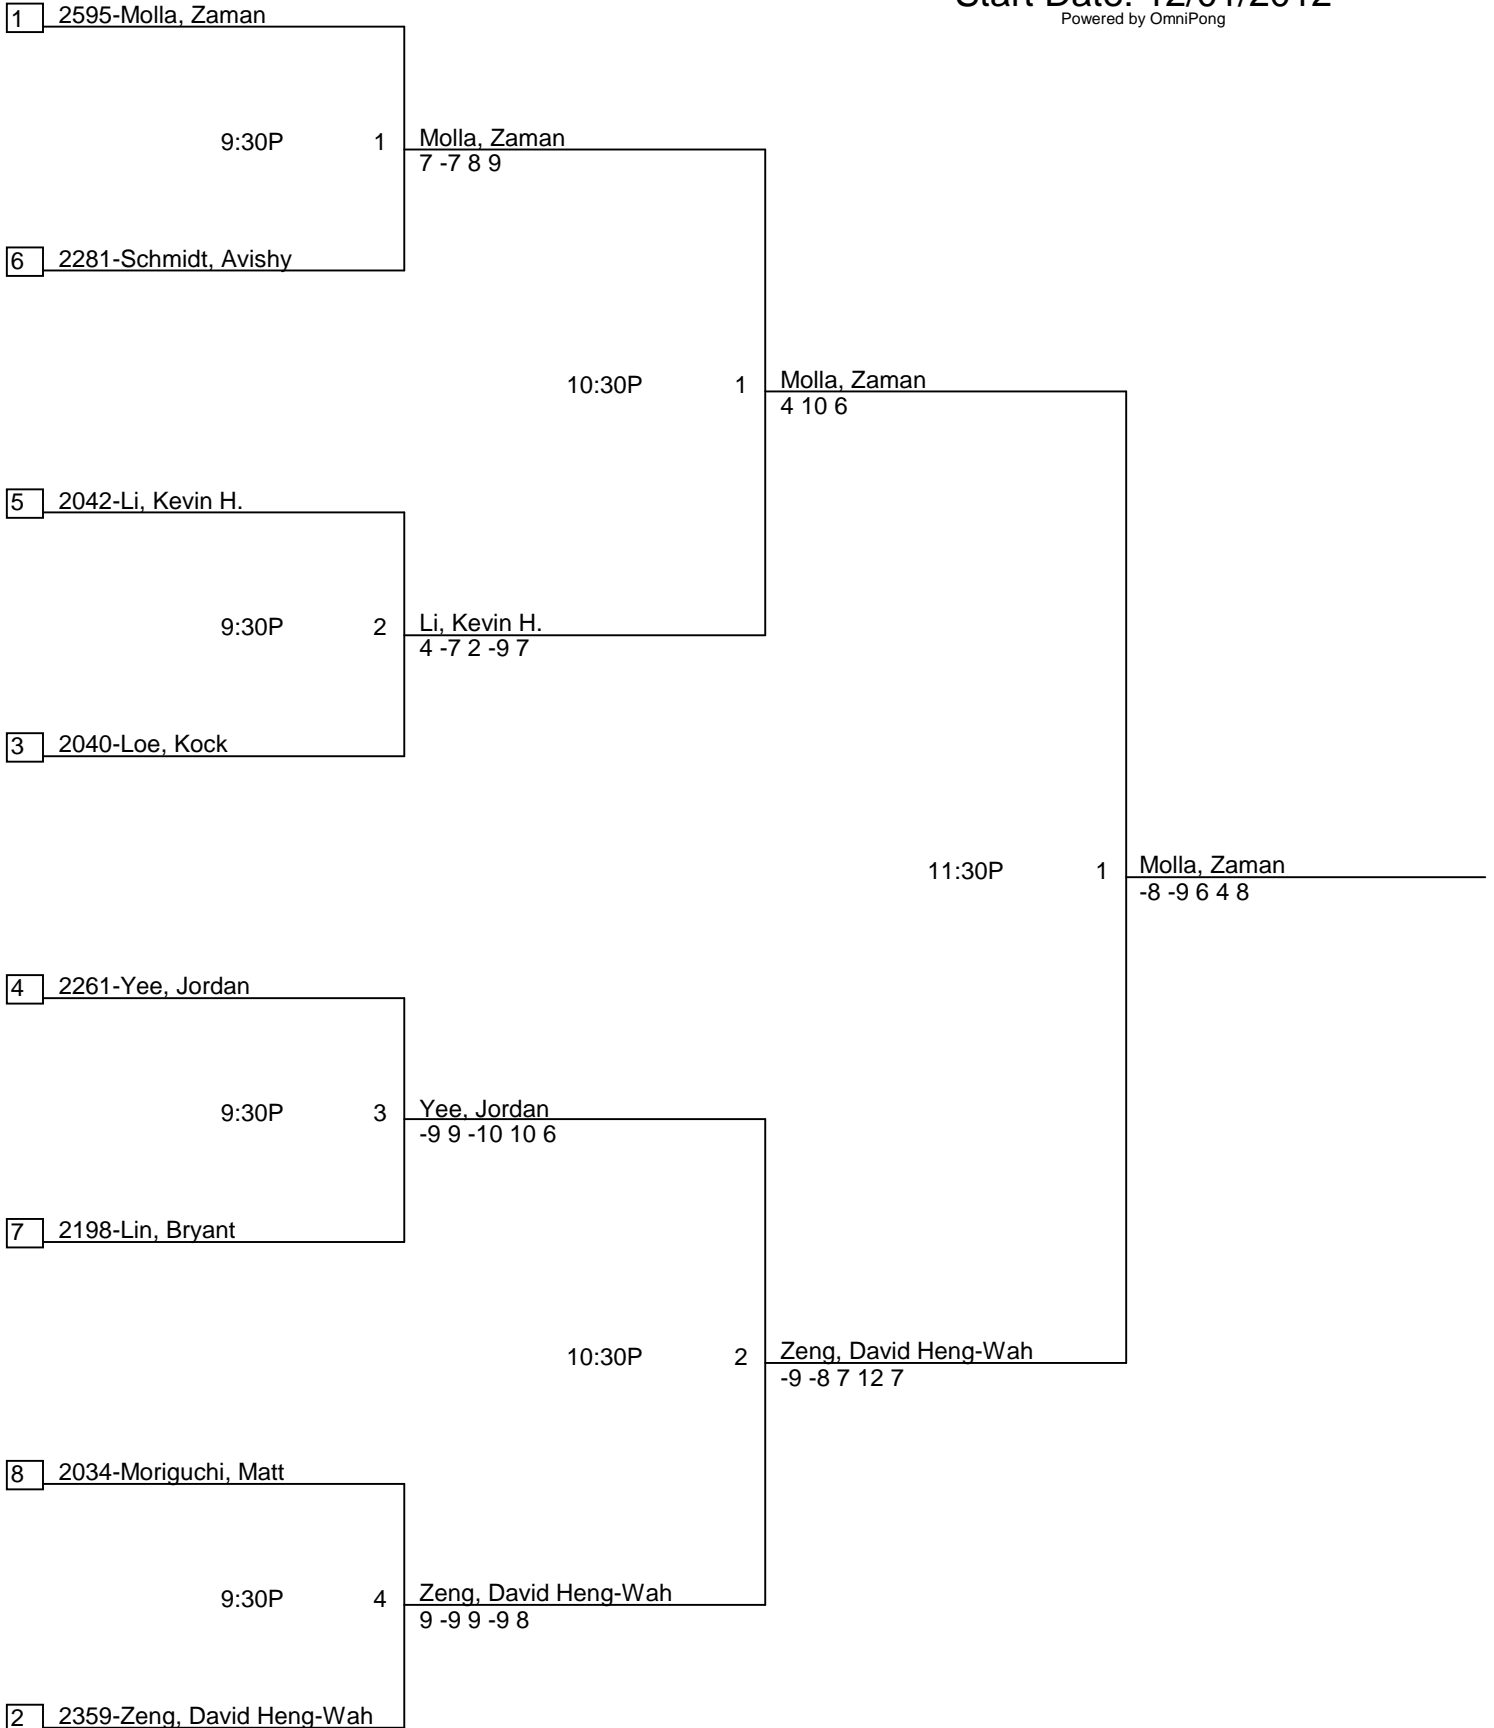 Start Date: 12/01/2012
Powered by OmniPong
1 2595-Molla, Zaman
9:30P 1 Molla, Zaman
7 -7 8 9
6 2281-Schmidt, Avishy
10:30P 1 Molla, Zaman
4 10 6
5 2042-Li, Kevin H.
9:30P 2 Li, Kevin H.
4 -7 2 -9 7
3 2040-Loe, Kock
11:30P 1 Molla, Zaman
-8 -9 6 4 8
4 2261-Yee, Jordan
9:30P 3 Yee, Jordan
-9 9 -10 10 6
7 2198-Lin, Bryant
10:30P 2 Zeng, David Heng-Wah
-9 -8 7 12 7
8 2034-Moriguchi, Matt
9:30P 4 Zeng, David Heng-Wah
9 -9 9 -9 8
2 2359-Zeng, David Heng-Wah